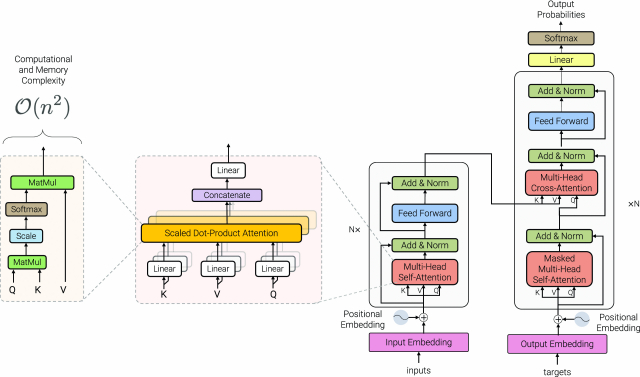 Computational
and Memory
Complexity
O(n²)
MatMul
Softmax
Scale
MatMul
Q K V
Linear
Concatenate
Scaled Dot-Product Attention
Linear Linear Linear
K V Q
N×
Add & Norm
Feed Forward
Add & Norm
Multi-Head
Self-Attention
K V Q
Positional
Embedding
Input Embedding
inputs
Output
Probabilities
Softmax
Linear
Add & Norm
Feed Forward
Add & Norm
Multi-Head
Cross-Attention
K V Q
×N
Add & Norm
Masked
Multi-Head
Self-Attention
K V Q
Positional
Embedding
Output Embedding
targets